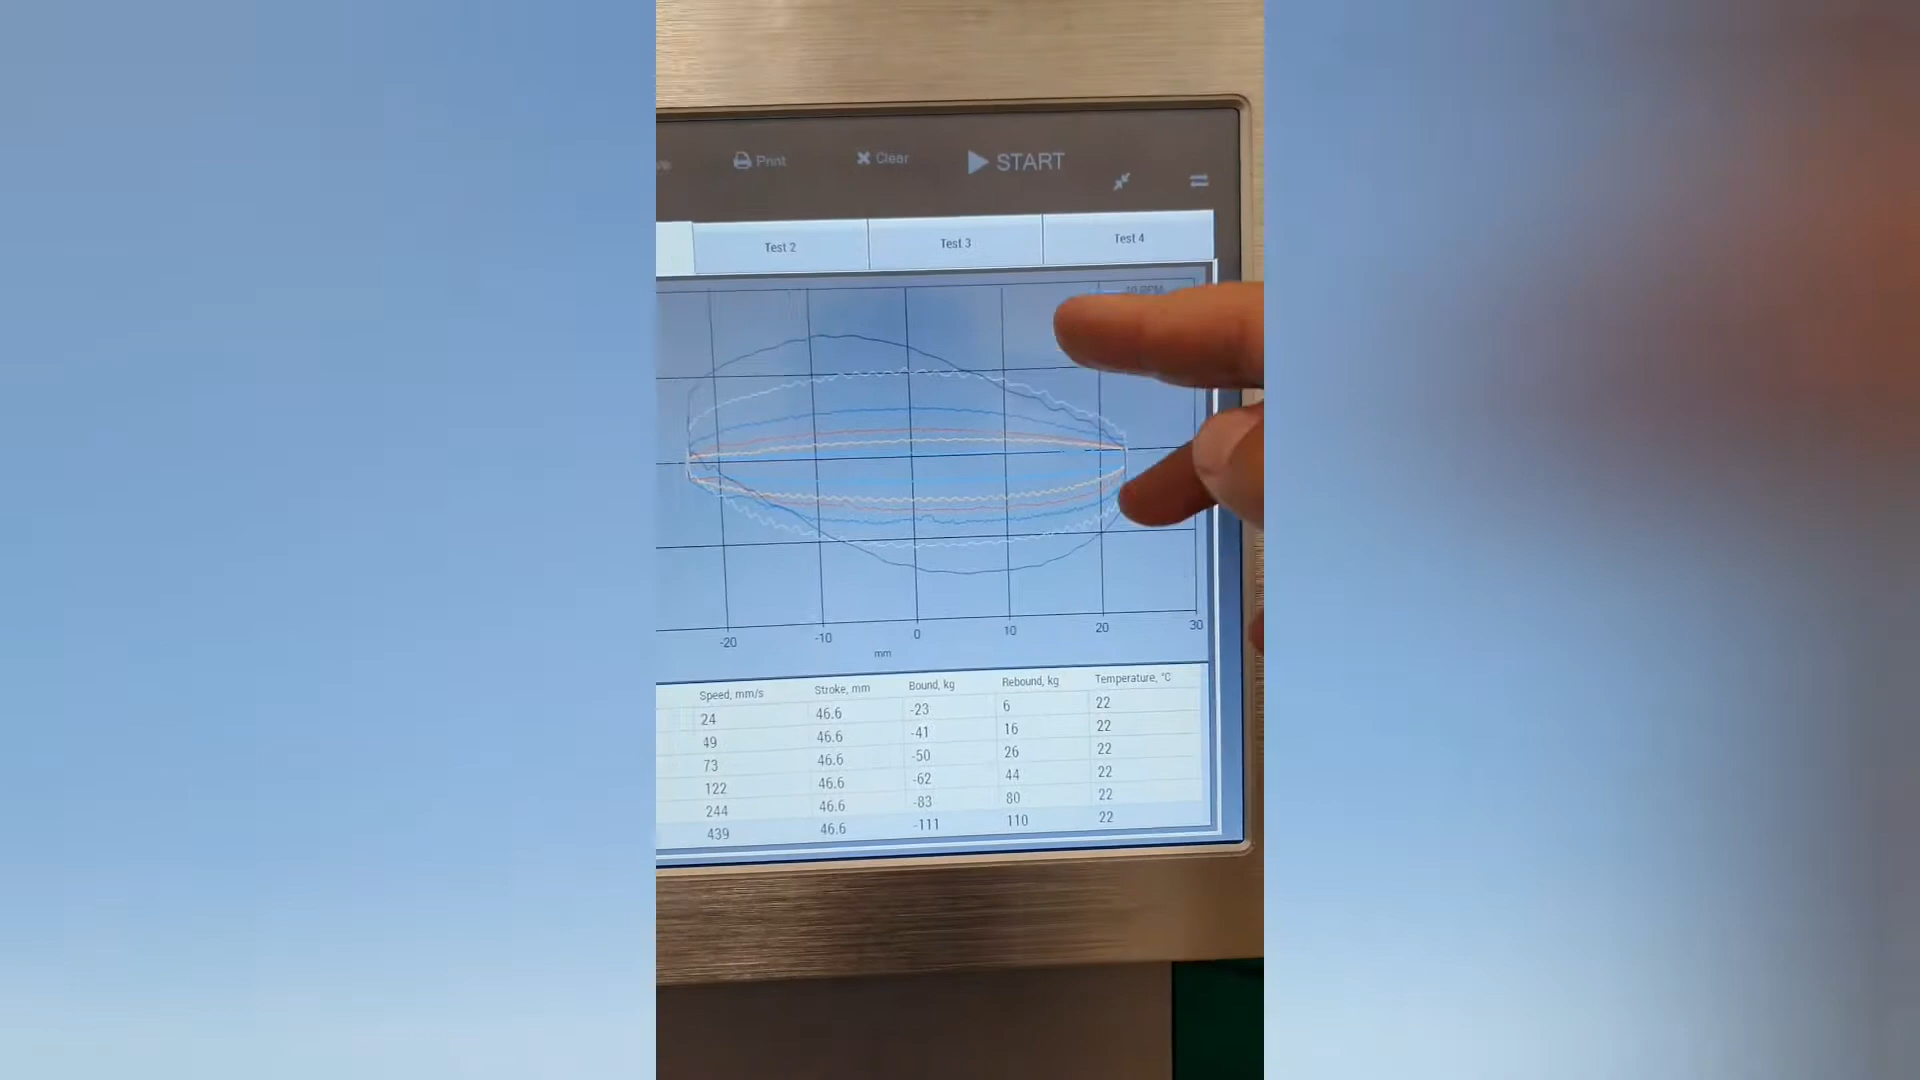 Print
Clear
START
Test 2
Test 3
Test 4
-20
-10
0
10
20
30
mm
Speed, mm/s Stroke, mm Bound, kg Rebound, kg Temperature, °C
24 46.6 -23 6 22
49 46.6 -41 16 22
73 46.6 -50 26 22
122 46.6 -62 44 22
244 46.6 -83 80 22
439 46.6 -111 110 22